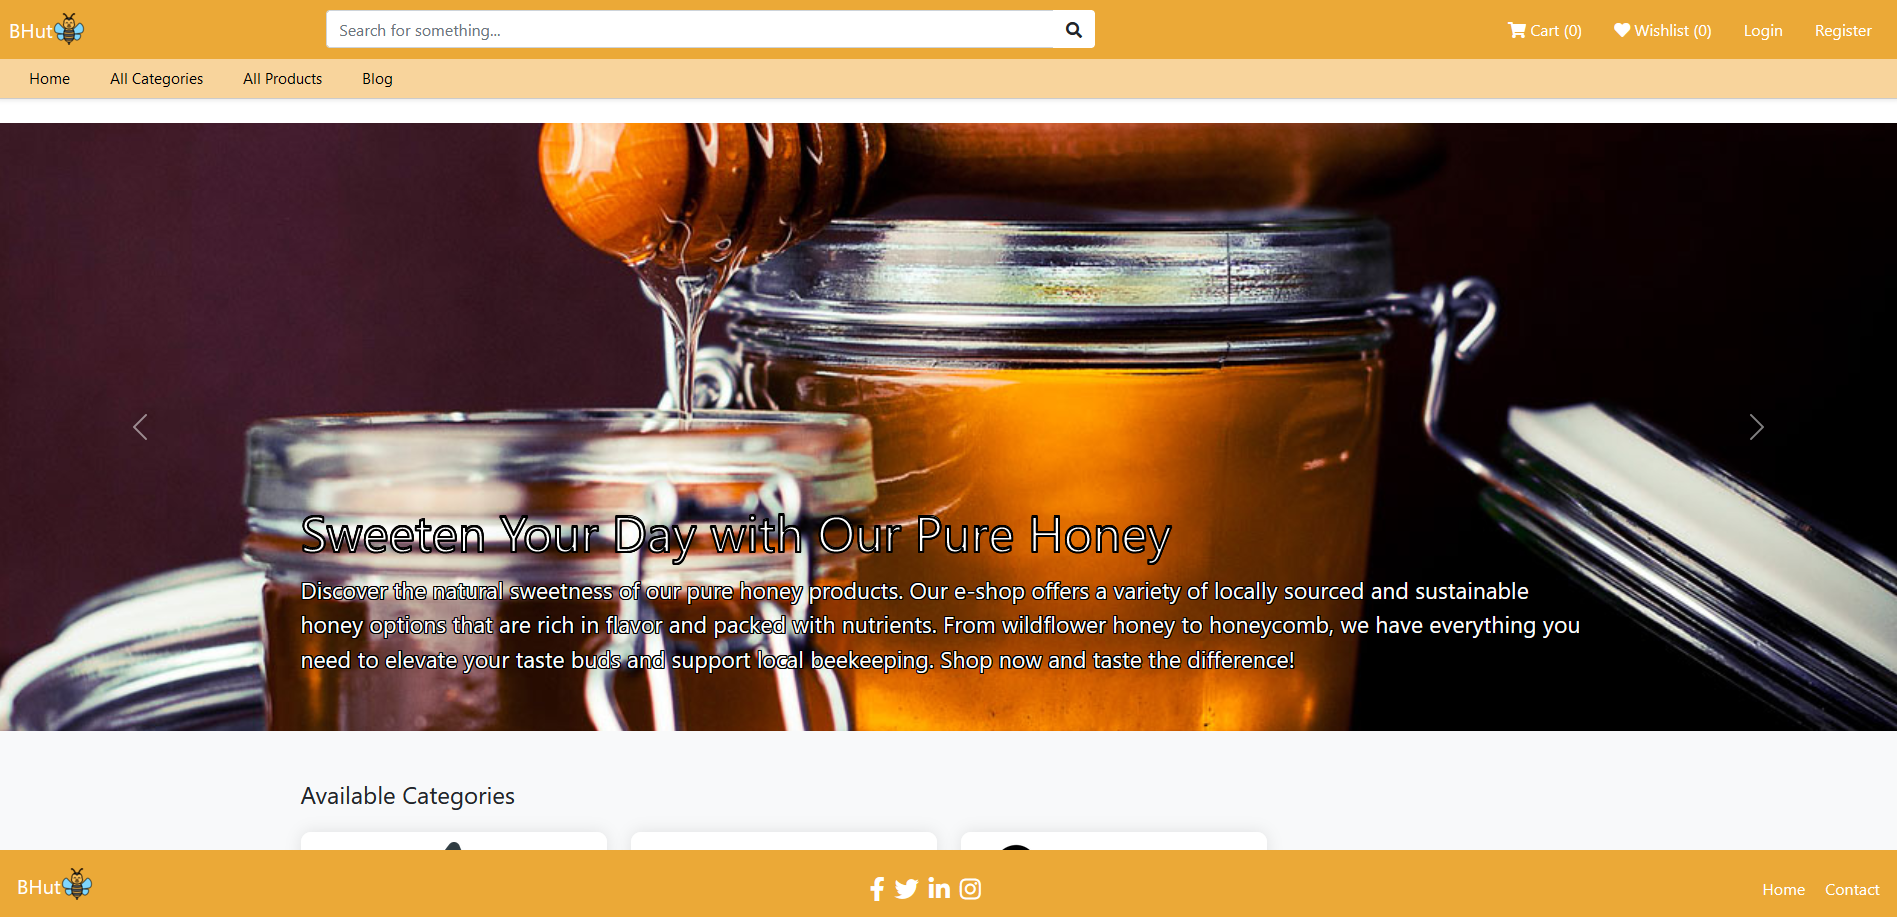 BHut
Search for something...
Cart (0)
Wishlist (0)
Login
Register
Home
All Categories
All Products
Blog
Sweeten Your Day with Our Pure Honey
Discover the natural sweetness of our pure honey products. Our e-shop offers a variety of locally sourced and sustainable
honey options that are rich in flavor and packed with nutrients. From wildflower honey to honeycomb, we have everything you
need to elevate your taste buds and support local beekeeping. Shop now and taste the difference!
Available Categories
BHut
Home
Contact